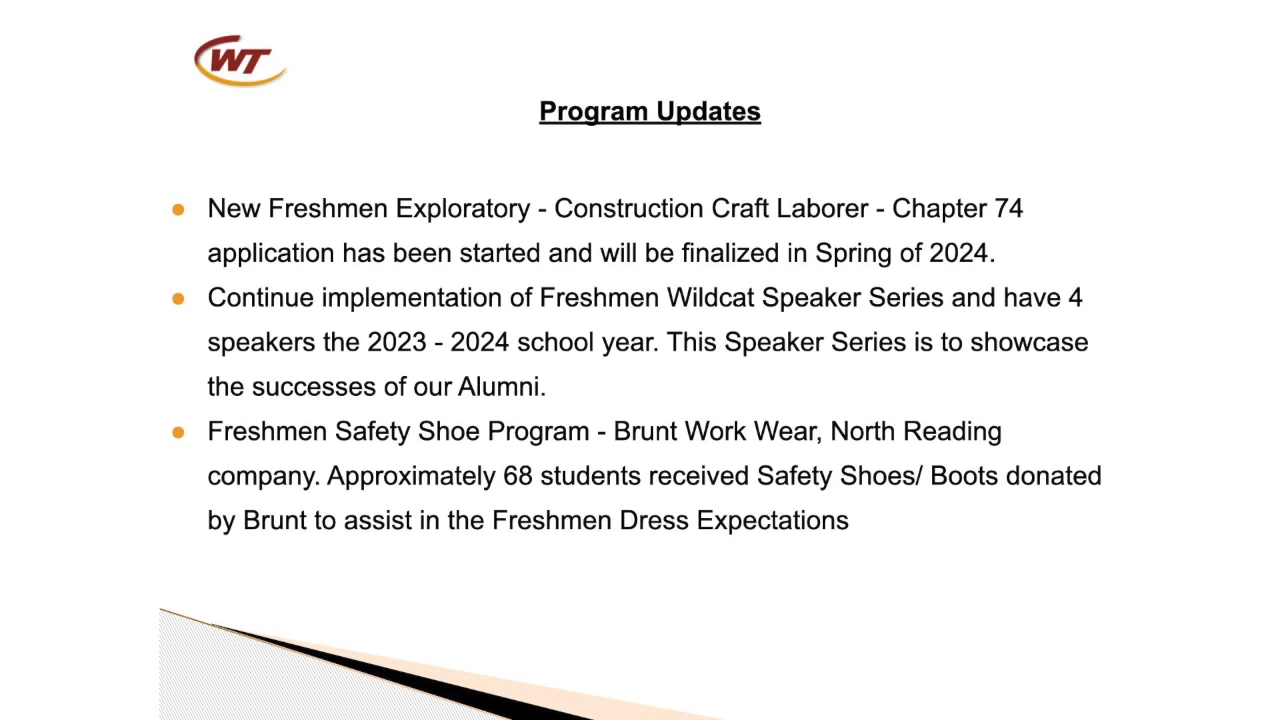 WT
Program Updates
New Freshmen Exploratory - Construction Craft Laborer - Chapter 74
application has been started and will be finalized in Spring of 2024.
Continue implementation of Freshmen Wildcat Speaker Series and have 4
speakers the 2023 - 2024 school year. This Speaker Series is to showcase
the successes of our Alumni.
Freshmen Safety Shoe Program - Brunt Work Wear, North Reading
company. Approximately 68 students received Safety Shoes/ Boots donated
by Brunt to assist in the Freshmen Dress Expectations